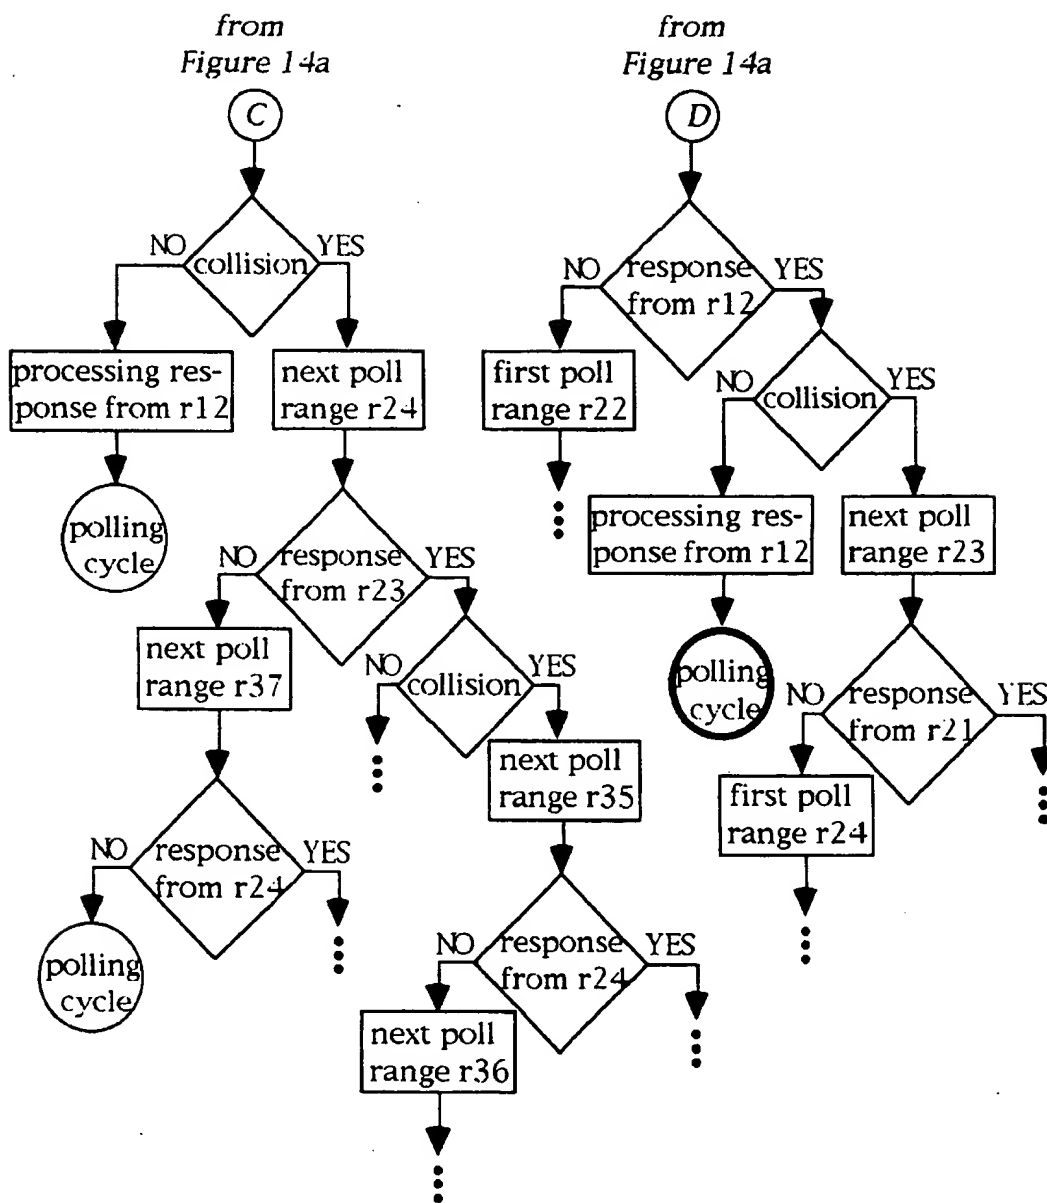 from
Figure 14a
C
collision
NO
YES
processing res-
ponse from r12
polling
cycle
next poll
range r24
response
from r23
NO
YES
next poll
range r37
response
from r24
NO
YES
polling
cycle
collision
NO
YES
next poll
range r35
response
from r24
NO
YES
next poll
range r36
from
Figure 14a
D
response
from r12
NO
YES
first poll
range r22
collision
NO
YES
processing res-
ponse from r12
polling
cycle
next poll
range r23
response
from r21
NO
YES
first poll
range r24